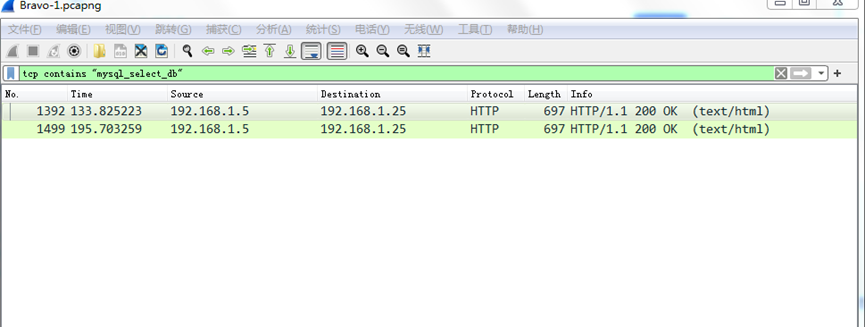 Bravo-1.pcapng
文件(F) 编辑(E) 视图(V) 跳转(G) 捕获(C) 分析(A) 统计(S) 电话(Y) 无线(W) 工具(T) 帮助(H)
tcp contains "mysql_select_db"
No. Time Source Destination Protocol Length Info
1392 133.825223 192.168.1.5 192.168.1.25 HTTP 697 HTTP/1.1 200 OK (text/html)
1499 195.703259 192.168.1.5 192.168.1.25 HTTP 697 HTTP/1.1 200 OK (text/html)